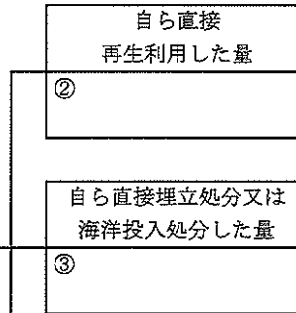 自ら直接
再生利用した量
②
自ら直接埋立処分又は
海洋投入処分した量
③